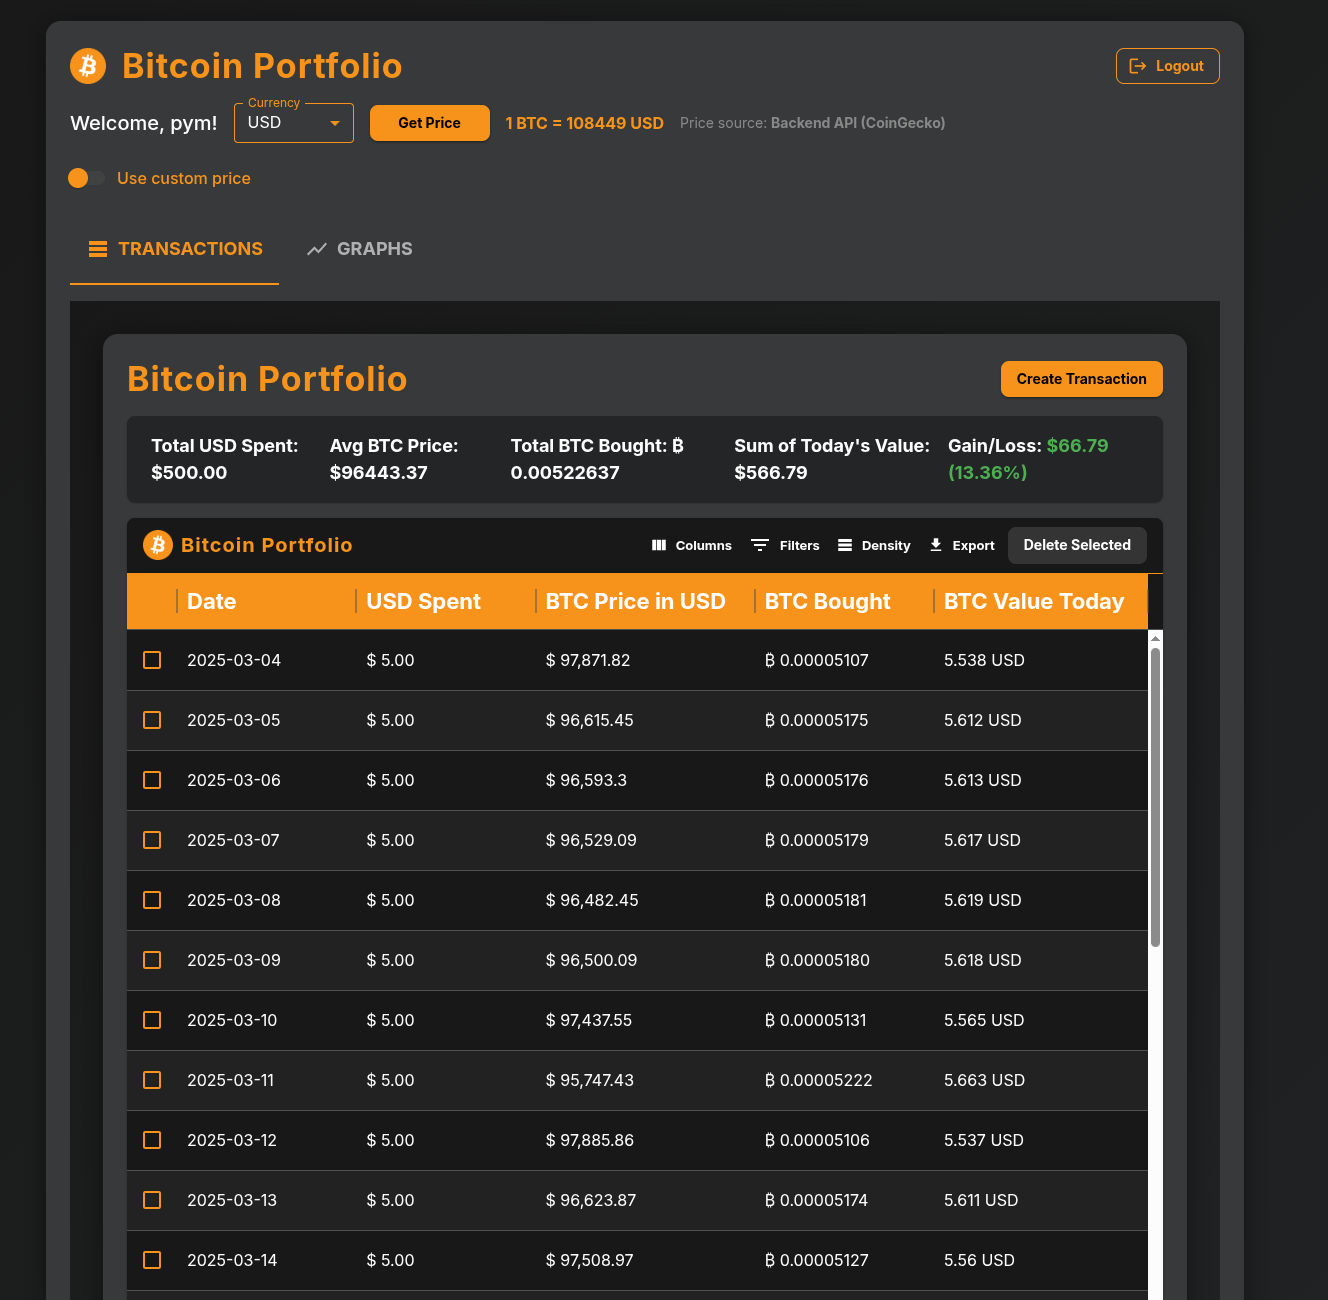 Bitcoin Portfolio
Logout
Welcome, pym!
Currency
USD
Get Price
1 BTC = 108449 USD
Price source: Backend API (CoinGecko)
Use custom price
TRANSACTIONS
GRAPHS
Bitcoin Portfolio
Create Transaction
Total USD Spent:
$500.00
Avg BTC Price:
$96443.37
Total BTC Bought: ₿
0.00522637
Sum of Today's Value:
$566.79
Gain/Loss: $66.79
(13.36%)
Bitcoin Portfolio
Columns
Filters
Density
Export
Delete Selected
Date USD Spent BTC Price in USD BTC Bought BTC Value Today
2025-03-04 $ 5.00 $ 97,871.82 ₿ 0.00005107 5.538 USD
2025-03-05 $ 5.00 $ 96,615.45 ₿ 0.00005175 5.612 USD
2025-03-06 $ 5.00 $ 96,593.3 ₿ 0.00005176 5.613 USD
2025-03-07 $ 5.00 $ 96,529.09 ₿ 0.00005179 5.617 USD
2025-03-08 $ 5.00 $ 96,482.45 ₿ 0.00005181 5.619 USD
2025-03-09 $ 5.00 $ 96,500.09 ₿ 0.00005180 5.618 USD
2025-03-10 $ 5.00 $ 97,437.55 ₿ 0.00005131 5.565 USD
2025-03-11 $ 5.00 $ 95,747.43 ₿ 0.00005222 5.663 USD
2025-03-12 $ 5.00 $ 97,885.86 ₿ 0.00005106 5.537 USD
2025-03-13 $ 5.00 $ 96,623.87 ₿ 0.00005174 5.611 USD
2025-03-14 $ 5.00 $ 97,508.97 ₿ 0.00005127 5.56 USD